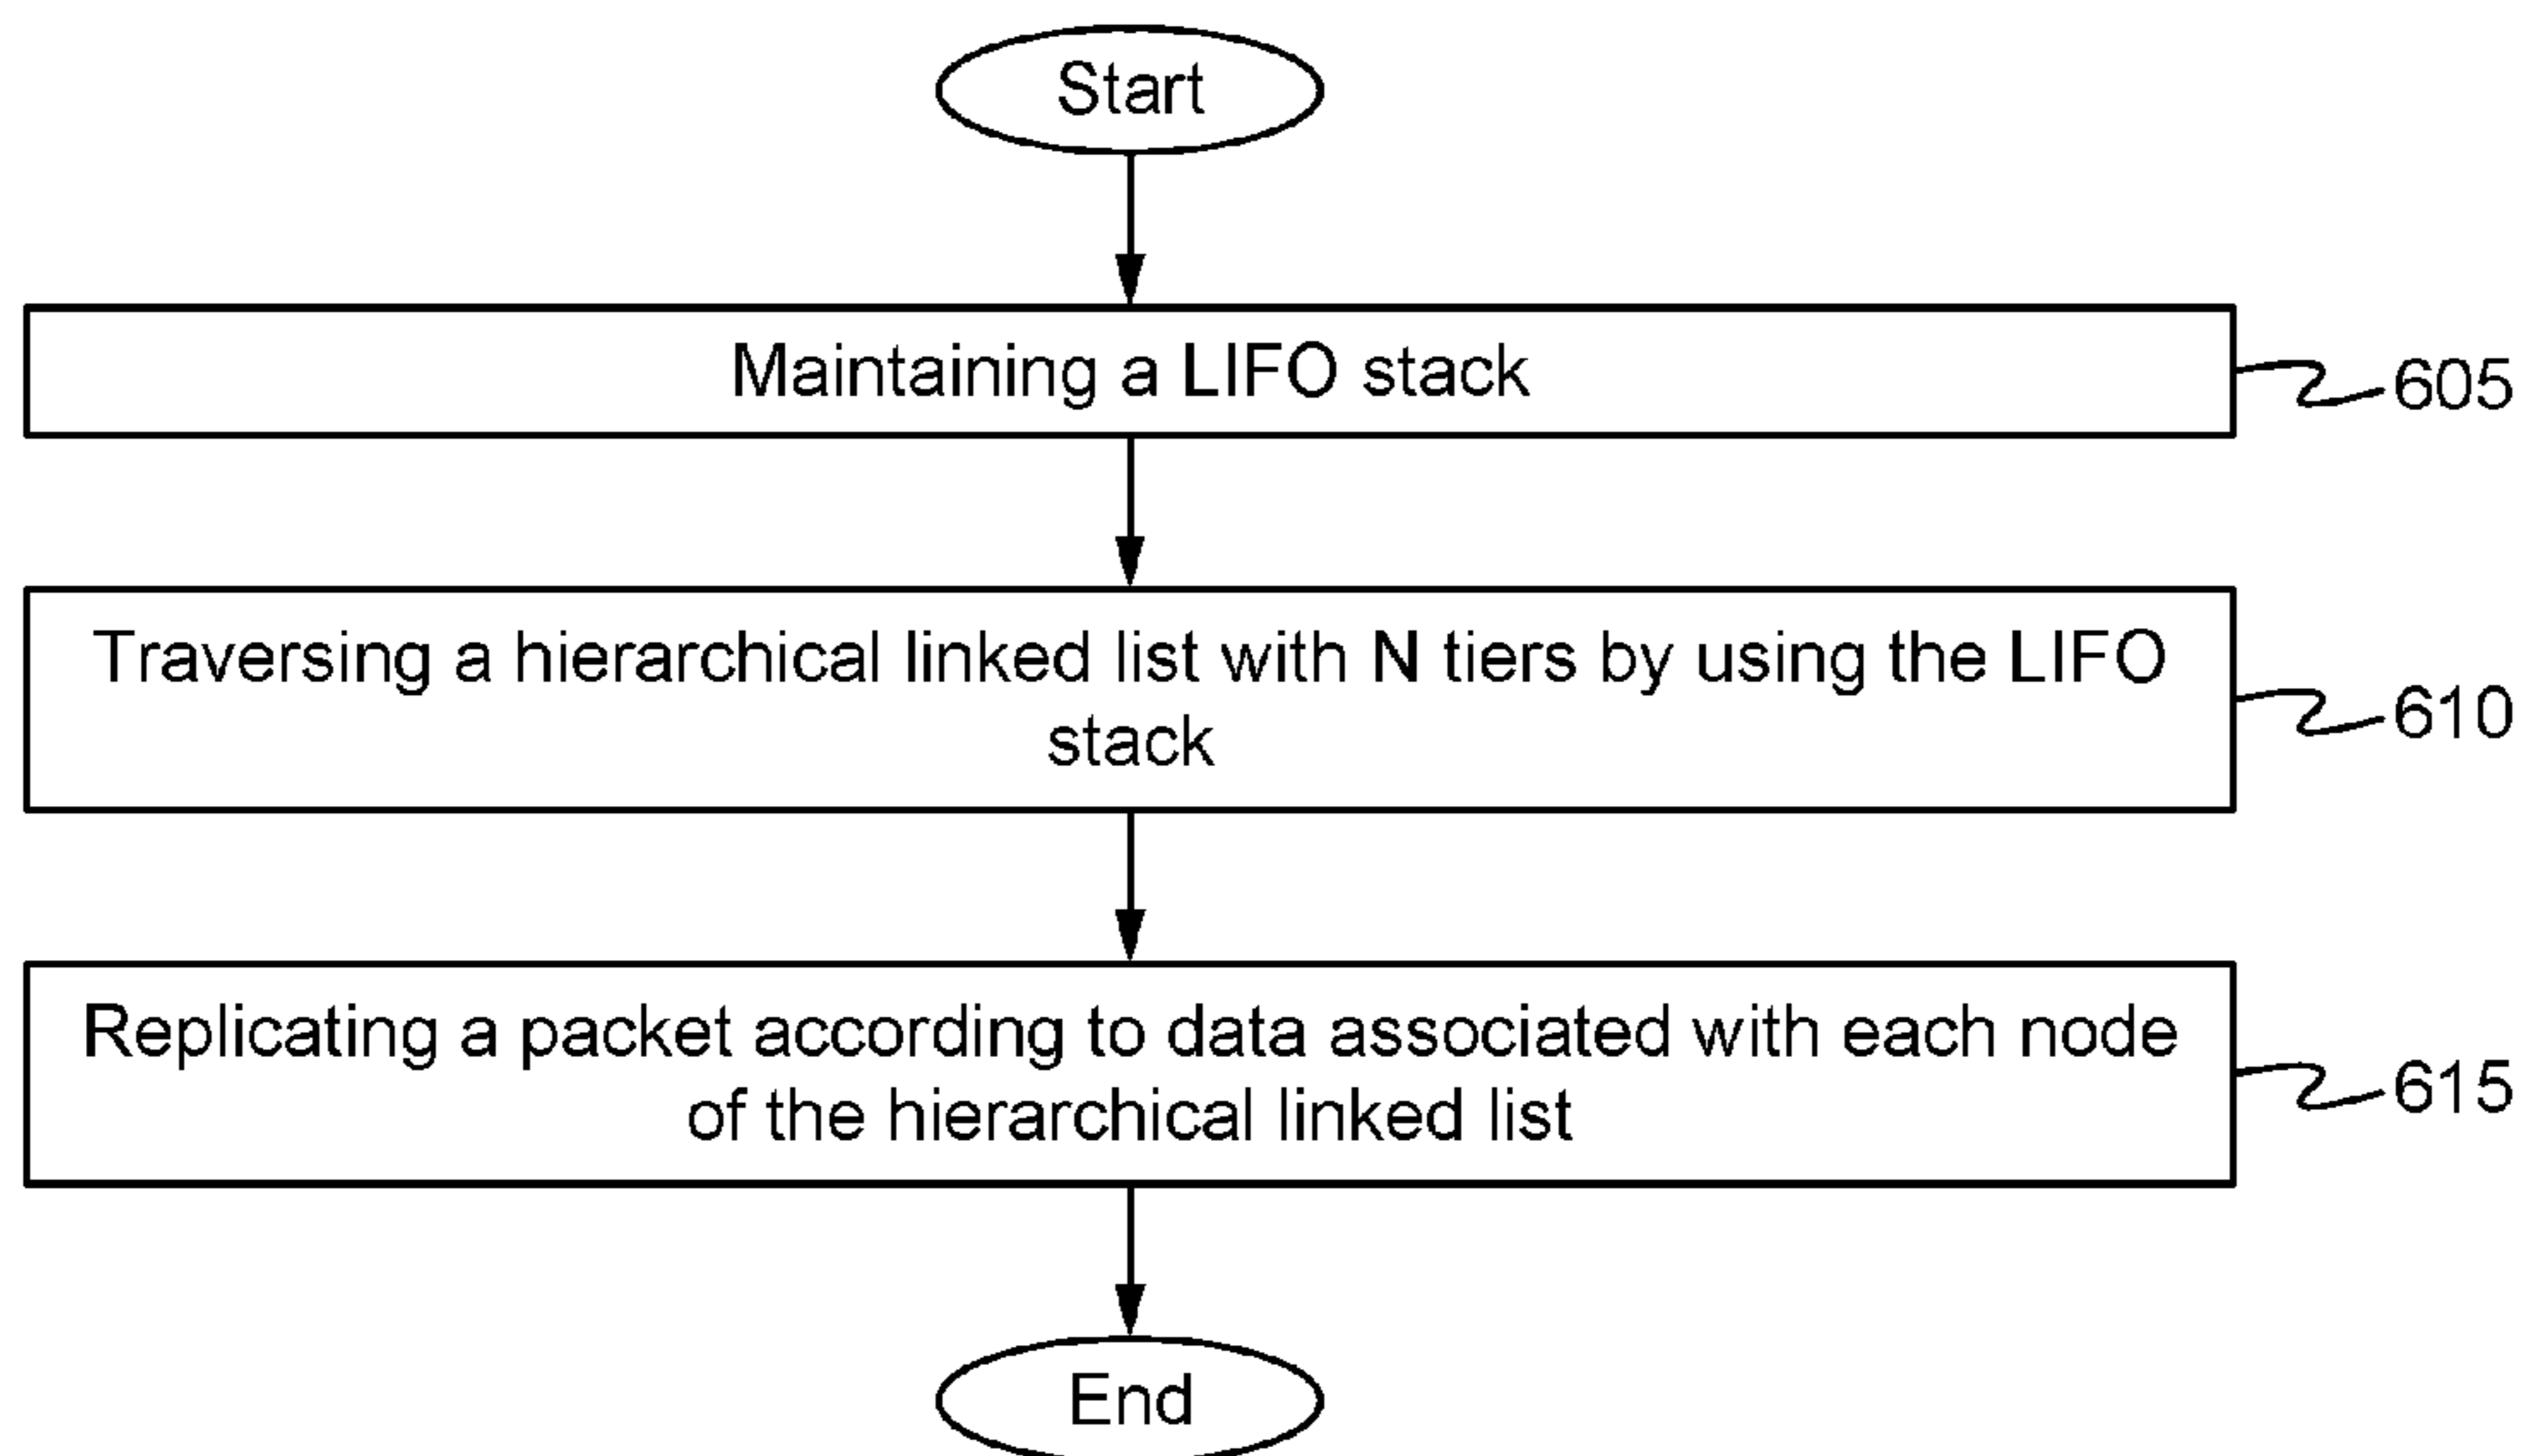 Start
Maintaining a LIFO stack
605
Traversing a hierarchical linked list with N tiers by using the LIFO
stack
610
Replicating a packet according to data associated with each node
of the hierarchical linked list
615
End